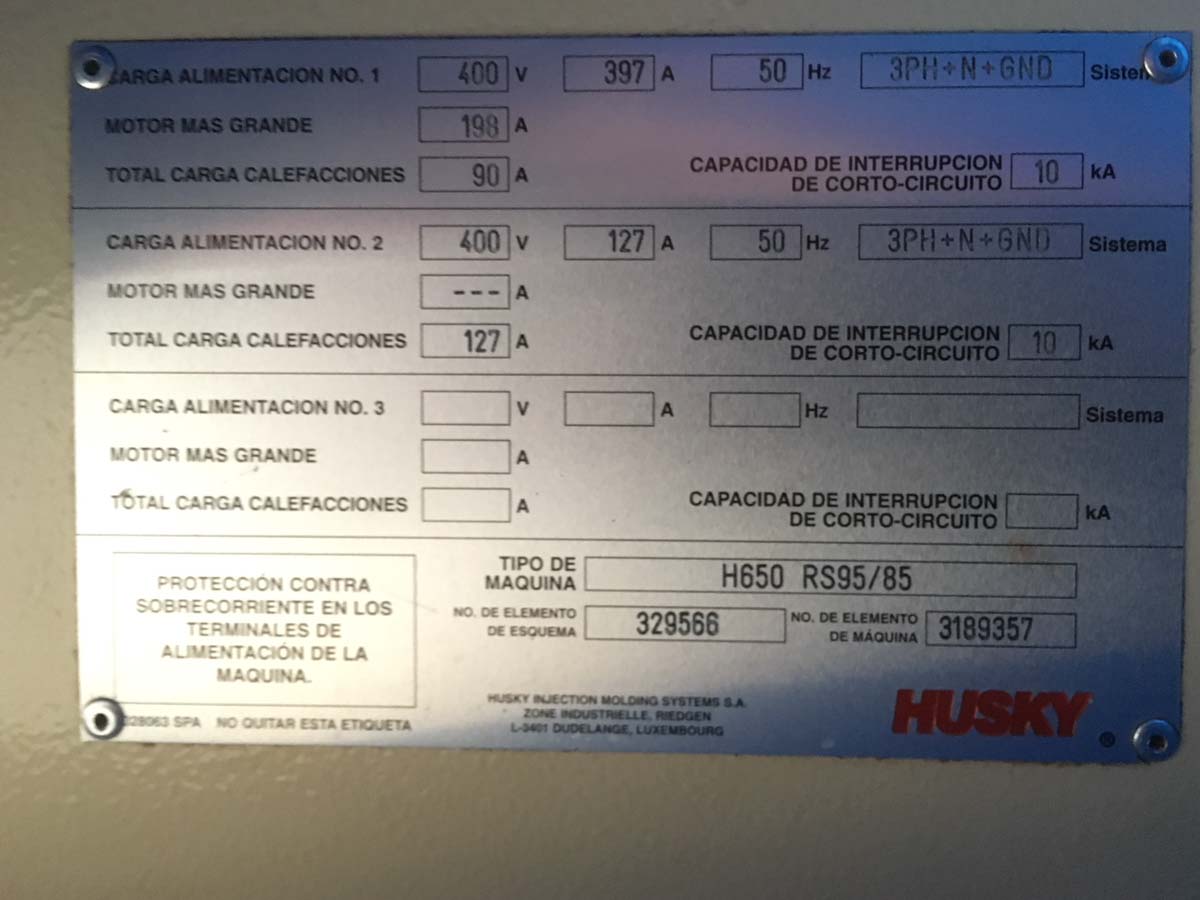 CARGA ALIMENTACION NO. 1 400 V 397 A 50 Hz 3PH+N+GND Sistem
MOTOR MAS GRANDE 198 A
TOTAL CARGA CALEFACCIONES 90 A CAPACIDAD DE INTERRUPCION
DE CORTO-CIRCUITO 10 kA
CARGA ALIMENTACION NO. 2 400 V 127 A 50 Hz 3PH+N+GND Sistema
MOTOR MAS GRANDE --- A
TOTAL CARGA CALEFACCIONES 127 A CAPACIDAD DE INTERRUPCION
DE CORTO-CIRCUITO 10 kA
CARGA ALIMENTACION NO. 3 V A Hz Sistema
MOTOR MAS GRANDE A
TOTAL CARGA CALEFACCIONES A CAPACIDAD DE INTERRUPCION
DE CORTO-CIRCUITO kA
PROTECCIÓN CONTRA
SOBRECORRIENTE EN LOS
TERMINALES DE
ALIMENTACIÓN DE LA
MAQUINA.
TIPO DE
MAQUINA H650 RS95/85
NO. DE ELEMENTO
DE ESQUEMA 329566
NO. DE ELEMENTO
DE MÁQUINA 3189357
328063 SPA NO QUITAR ESTA ETIQUETA
HUSKY INJECTION MOLDING SYSTEMS S.A.
ZONE INDUSTRIELLE, RIEDGEN
L-3401 DUDELANGE, LUXEMBOURG
HUSKY ®